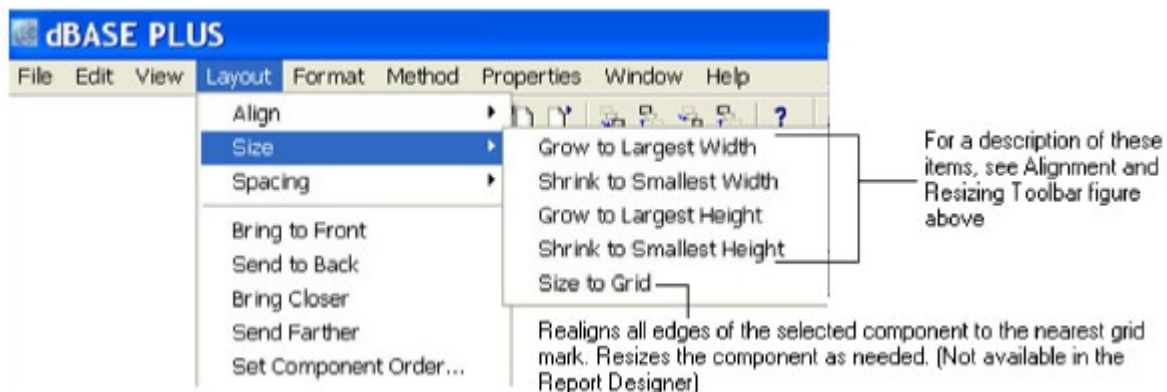 dBASE PLUS
File Edit View Layout Format Method Properties Window Help
Align
Size
Spacing
Bring to Front
Send to Back
Bring Closer
Send Farther
Set Component Order...
Grow to Largest Width
Shrink to Smallest Width
Grow to Largest Height
Shrink to Smallest Height
Size to Grid
?
For a description of these
items, see Alignment and
Resizing Toolbar figure
above
Realigns all edges of the selected component to the nearest grid
mark. Resizes the component as needed. (Not available in the
Report Designer)